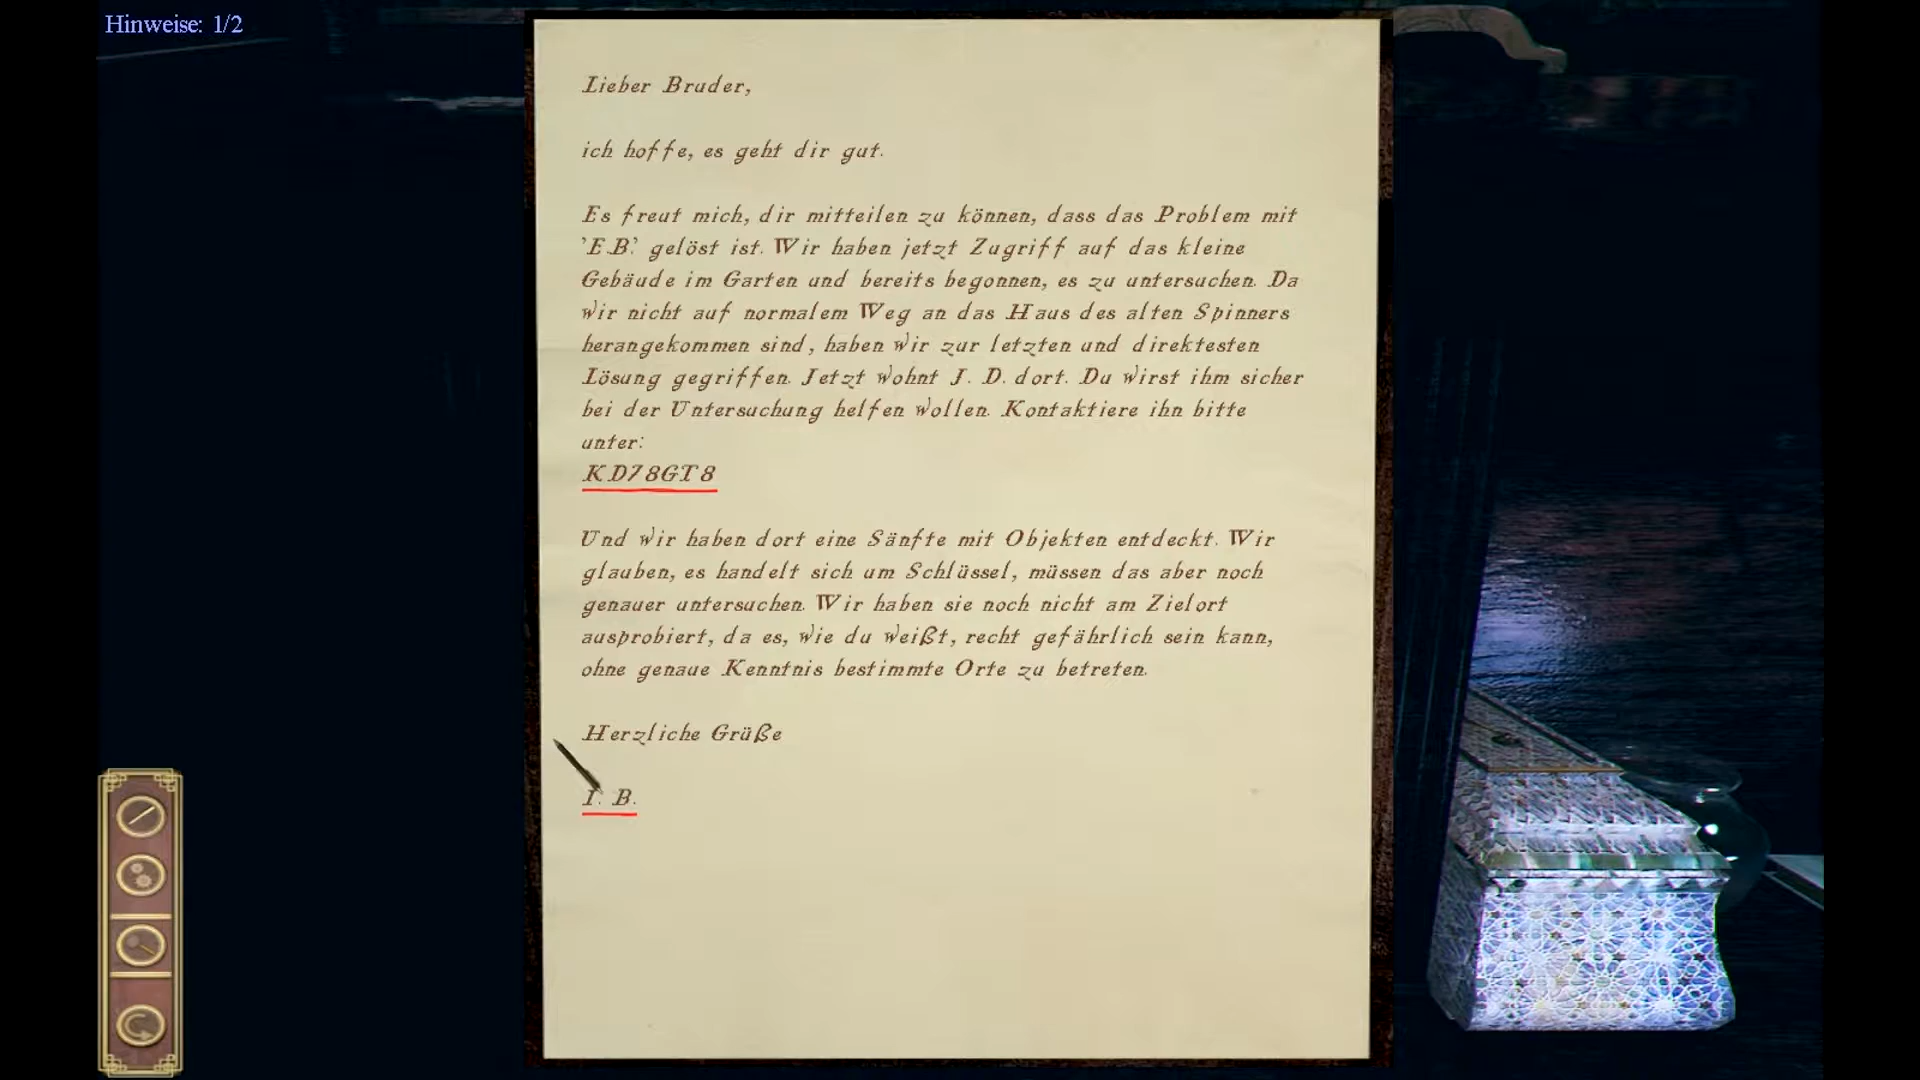 Hinweise: 1/2
Lieber Bruder,
ich hoffe, es geht dir gut.
Es freut mich, dir mitteilen zu können, dass das Problem mit
'E.B.' gelöst ist. Wir haben jetzt Zugriff auf das kleine
Gebäude im Garten und bereits begonnen, es zu untersuchen. Da
wir nicht auf normalem Weg an das Haus des alten Spinners
herangekommen sind, haben wir zur letzten und direktesten
Lösung gegriffen. Jetzt wohnt J. D. dort. Du wirst ihm sicher
bei der Untersuchung helfen wollen. Kontaktiere ihn bitte
unter:
KD78GT8
Und wir haben dort eine Sänfte mit Objekten entdeckt. Wir
glauben, es handelt sich um Schlüssel, müssen das aber noch
genauer untersuchen. Wir haben sie noch nicht am Zielort
ausprobiert, da es, wie du weißt, recht gefährlich sein kann,
ohne genaue Kenntnis bestimmte Orte zu betreten.
Herzliche Grüße
I. B.